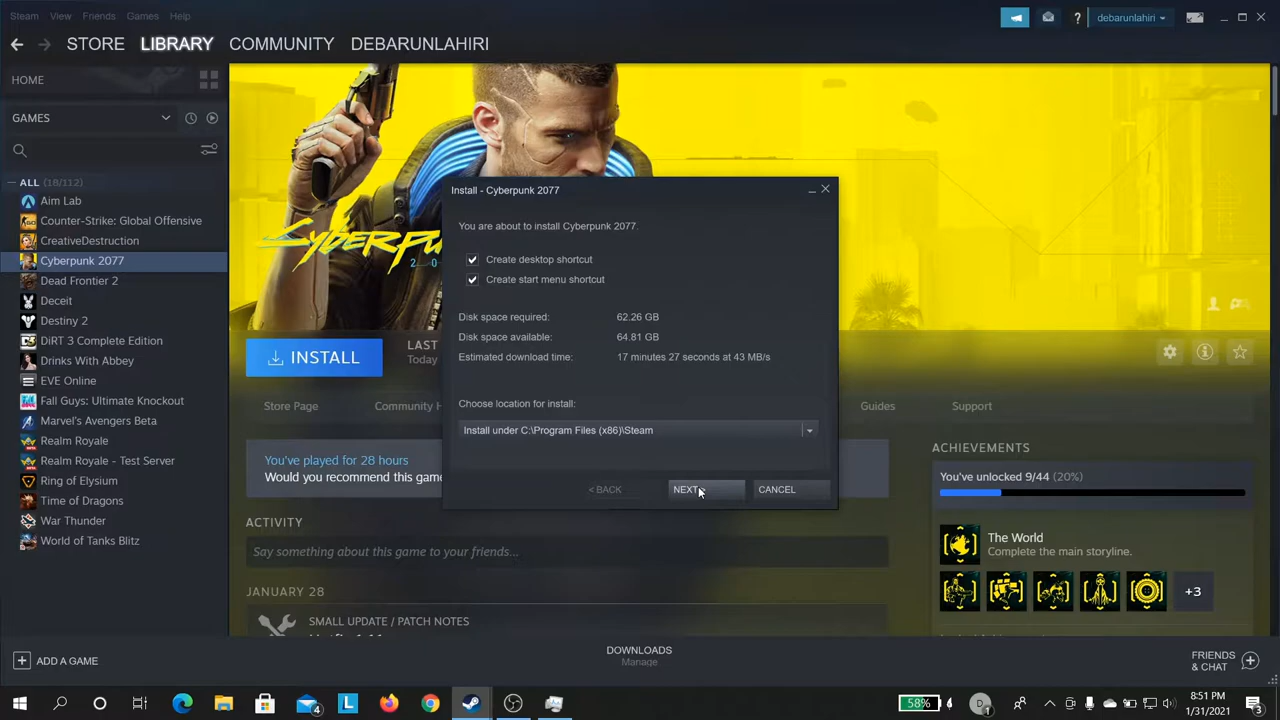 Steam View Friends Games Help
debarunlahiri
STORE LIBRARY COMMUNITY DEBARUNLAHIRI
HOME
GAMES
ALL (18/112)
Aim Lab
Counter-Strike: Global Offensive
CreativeDestruction
Cyberpunk 2077
Dead Frontier 2
Deceit
Destiny 2
DiRT 3 Complete Edition
Drinks With Abbey
EVE Online
Fall Guys: Ultimate Knockout
Marvel's Avengers Beta
Realm Royale
Realm Royale - Test Server
Ring of Elysium
Time of Dragons
War Thunder
World of Tanks Blitz
Install - Cyberpunk 2077
You are about to install Cyberpunk 2077.
Create desktop shortcut
Create start menu shortcut
Disk space required: 62.26 GB
Disk space available: 64.81 GB
Estimated download time: 17 minutes 27 seconds at 43 MB/s
Choose location for install:
Install under C:\Program Files (x86)\Steam
< BACK NEXT > CANCEL
INSTALL
LAST
Today
Store Page Community H Guides Support
You've played for 28 hours
Would you recommend this game
ACTIVITY
Say something about this game to your friends...
JANUARY 28
SMALL UPDATE / PATCH NOTES
ACHIEVEMENTS
You've unlocked 9/44 (20%)
The World
Complete the main storyline.
+3
ADD A GAME
DOWNLOADS
Manage
FRIENDS
& CHAT
58%
8:51 PM
1/31/2021